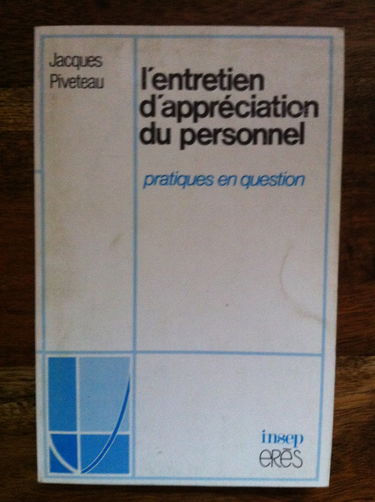 Jacques
Piveteau
l'entretien
d'appréciation
du personnel
pratiques en question
insep
erès